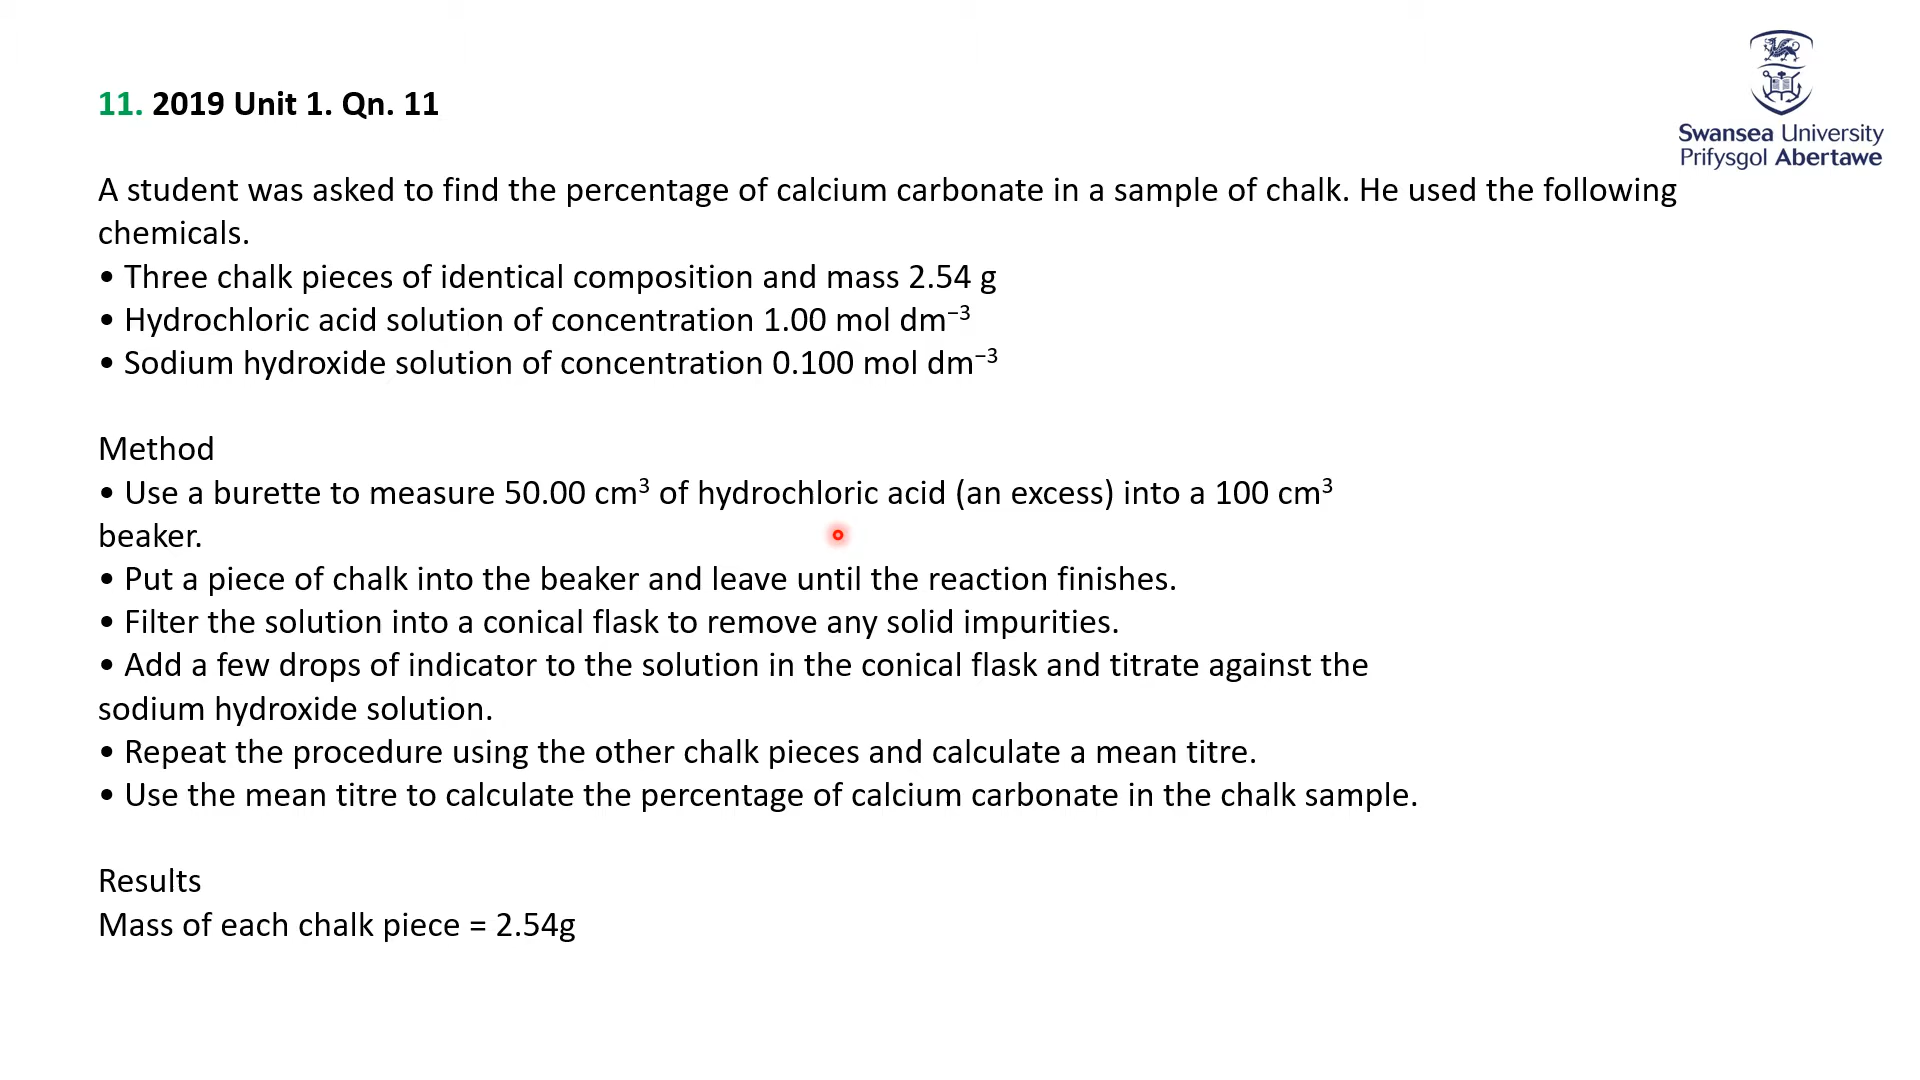 11. 2019 Unit 1. Qn. 11
Swansea University
Prifysgol Abertawe
A student was asked to find the percentage of calcium carbonate in a sample of chalk. He used the following
chemicals.
• Three chalk pieces of identical composition and mass 2.54 g
• Hydrochloric acid solution of concentration 1.00 mol dm⁻³
• Sodium hydroxide solution of concentration 0.100 mol dm⁻³
Method
• Use a burette to measure 50.00 cm³ of hydrochloric acid (an excess) into a 100 cm³
beaker.
• Put a piece of chalk into the beaker and leave until the reaction finishes.
• Filter the solution into a conical flask to remove any solid impurities.
• Add a few drops of indicator to the solution in the conical flask and titrate against the
sodium hydroxide solution.
• Repeat the procedure using the other chalk pieces and calculate a mean titre.
• Use the mean titre to calculate the percentage of calcium carbonate in the chalk sample.
Results
Mass of each chalk piece = 2.54g